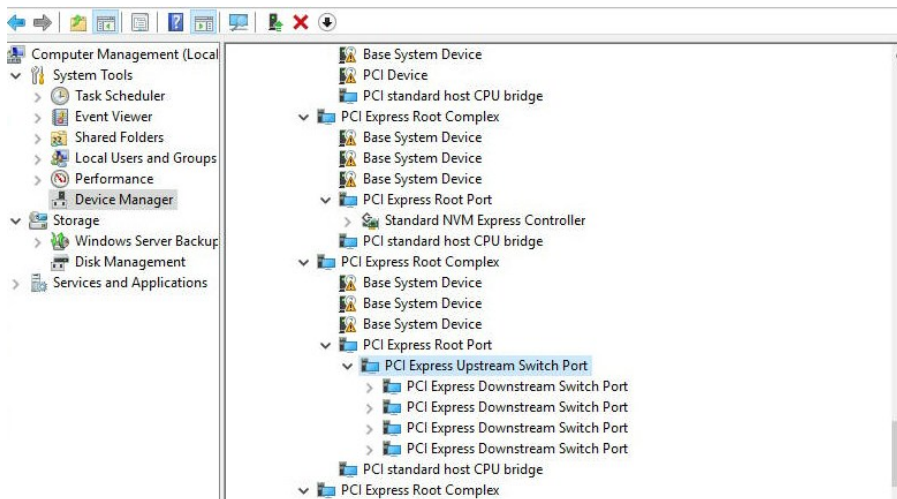 Computer Management (Local
System Tools
Task Scheduler
Event Viewer
Shared Folders
Local Users and Groups
Performance
Device Manager
Storage
Windows Server Backup
Disk Management
Services and Applications
Base System Device
PCI Device
PCI standard host CPU bridge
PCI Express Root Complex
Base System Device
Base System Device
Base System Device
PCI Express Root Port
Standard NVM Express Controller
PCI standard host CPU bridge
PCI Express Root Complex
Base System Device
Base System Device
Base System Device
PCI Express Root Port
PCI Express Upstream Switch Port
PCI Express Downstream Switch Port
PCI Express Downstream Switch Port
PCI Express Downstream Switch Port
PCI Express Downstream Switch Port
PCI standard host CPU bridge
PCI Express Root Complex